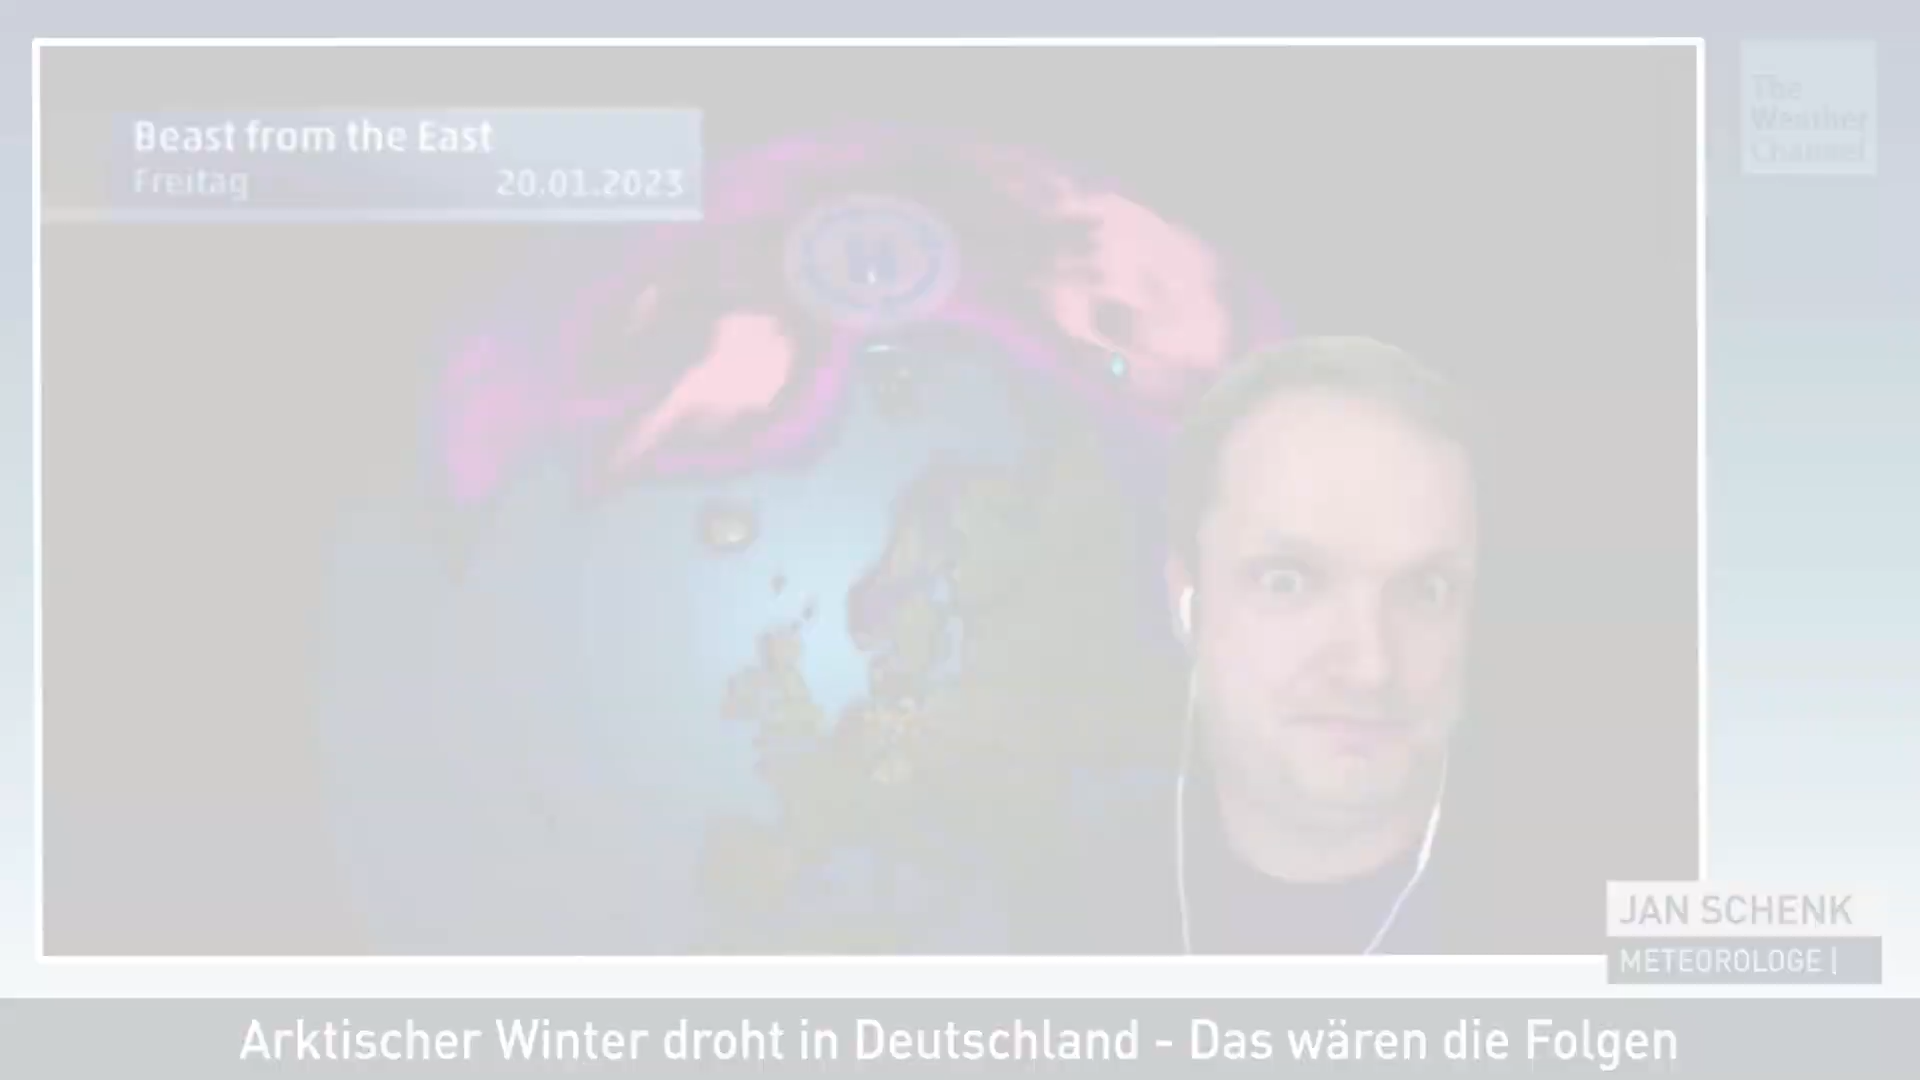 Beast from the East
Freitag 20.01.2023
H
The
Weather
Channel
JAN SCHENK
METEOROLOGE |
Arktischer Winter droht in Deutschland - Das wären die Folgen